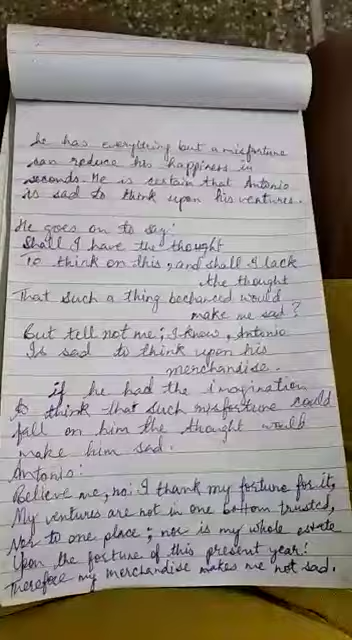 he has everything but a misfortune
can reduce his happiness in
seconds. He is certain that Antonio
is sad to think upon his ventures.
He goes on to say:
Shall I have the thought
To think on this, and shall I lack
the thought
That such a thing bechanced would
make me sad?
But tell not me; I know, Antonio
Is sad to think upon his
merchandise.
if he had the imagination
to think that such misfortune could
fall on him the thought would
make him sad.
Antonio:
Believe me, no: I thank my fortune for it,
My ventures are not in one bottom trusted,
Nor to one place; nor is my whole estate
Upon the fortune of this present year:
Therefore my merchandise makes me not sad.